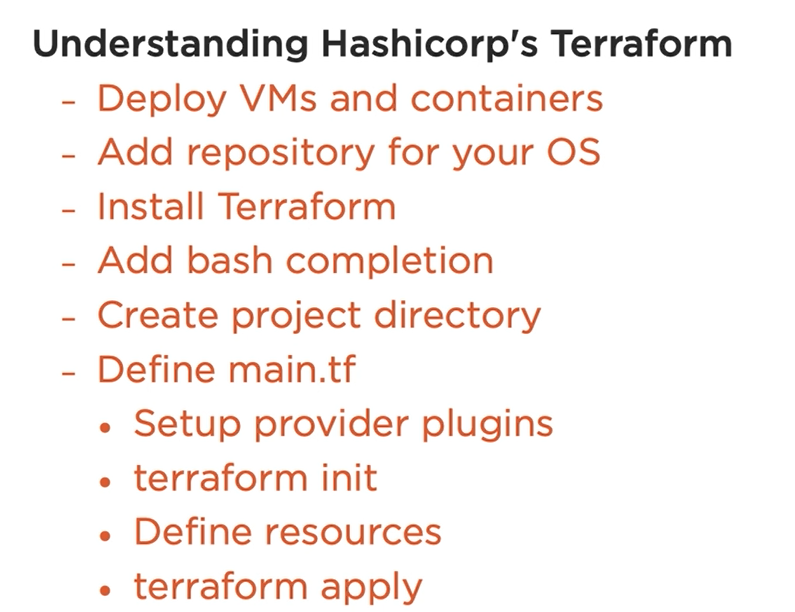 Understanding Hashicorp's Terraform
– Deploy VMs and containers
– Add repository for your OS
– Install Terraform
– Add bash completion
– Create project directory
– Define main.tf
• Setup provider plugins
• terraform init
• Define resources
• terraform apply